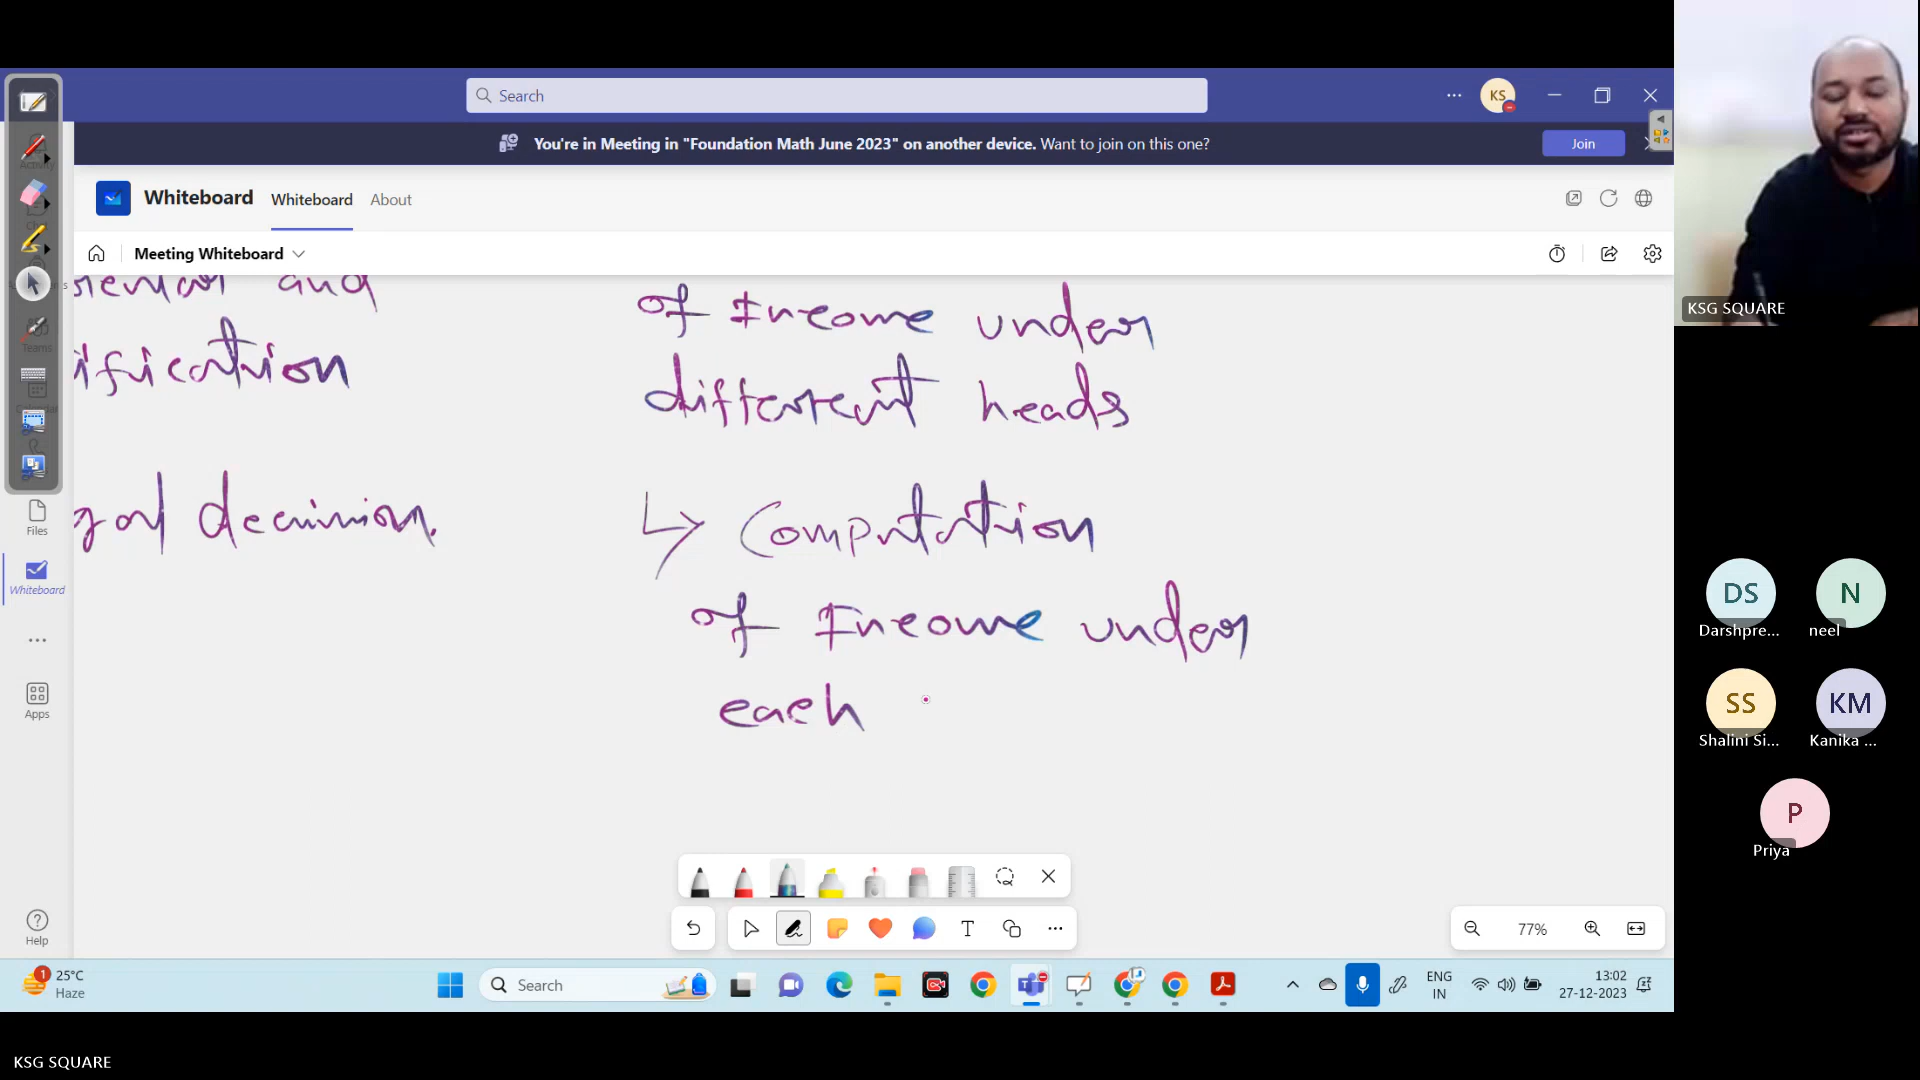 Search
KS
You're in Meeting in "Foundation Math June 2023" on another device. Want to join on this one?
Join
Whiteboard
Whiteboard
About
Meeting Whiteboard
and
of Income under
different heads
decision.
Computation
of Income under
each
Teams
Files
Whiteboard
Apps
Help
77%
1
25°C
Haze
Search
ENG
IN
13:02
27-12-2023
KSG SQUARE
DS
Darshpre...
N
neel
SS
Shalini Si...
KM
Kanika ...
P
Priya
KSG SQUARE